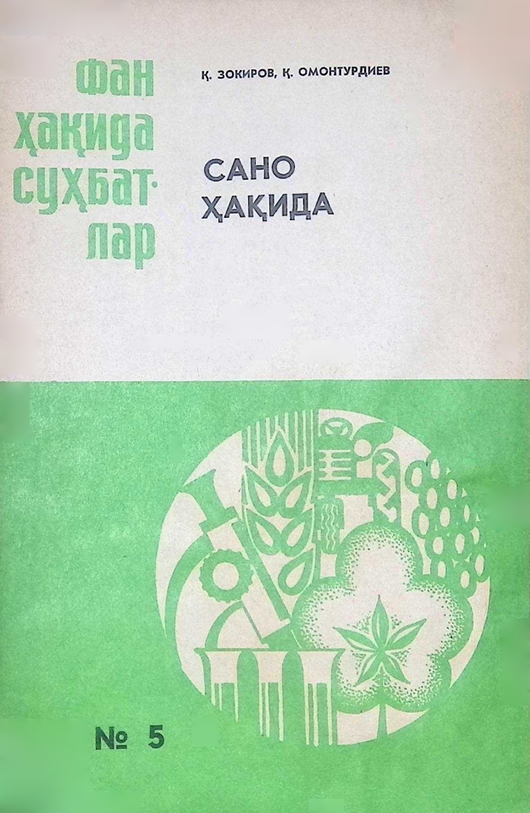 фан
ҳақида
суҳбат-
лар
Қ. ЗОКИРОВ, Қ. ОМОНТУРДИЕВ
САНО
ҲАҚИДА
№ 5